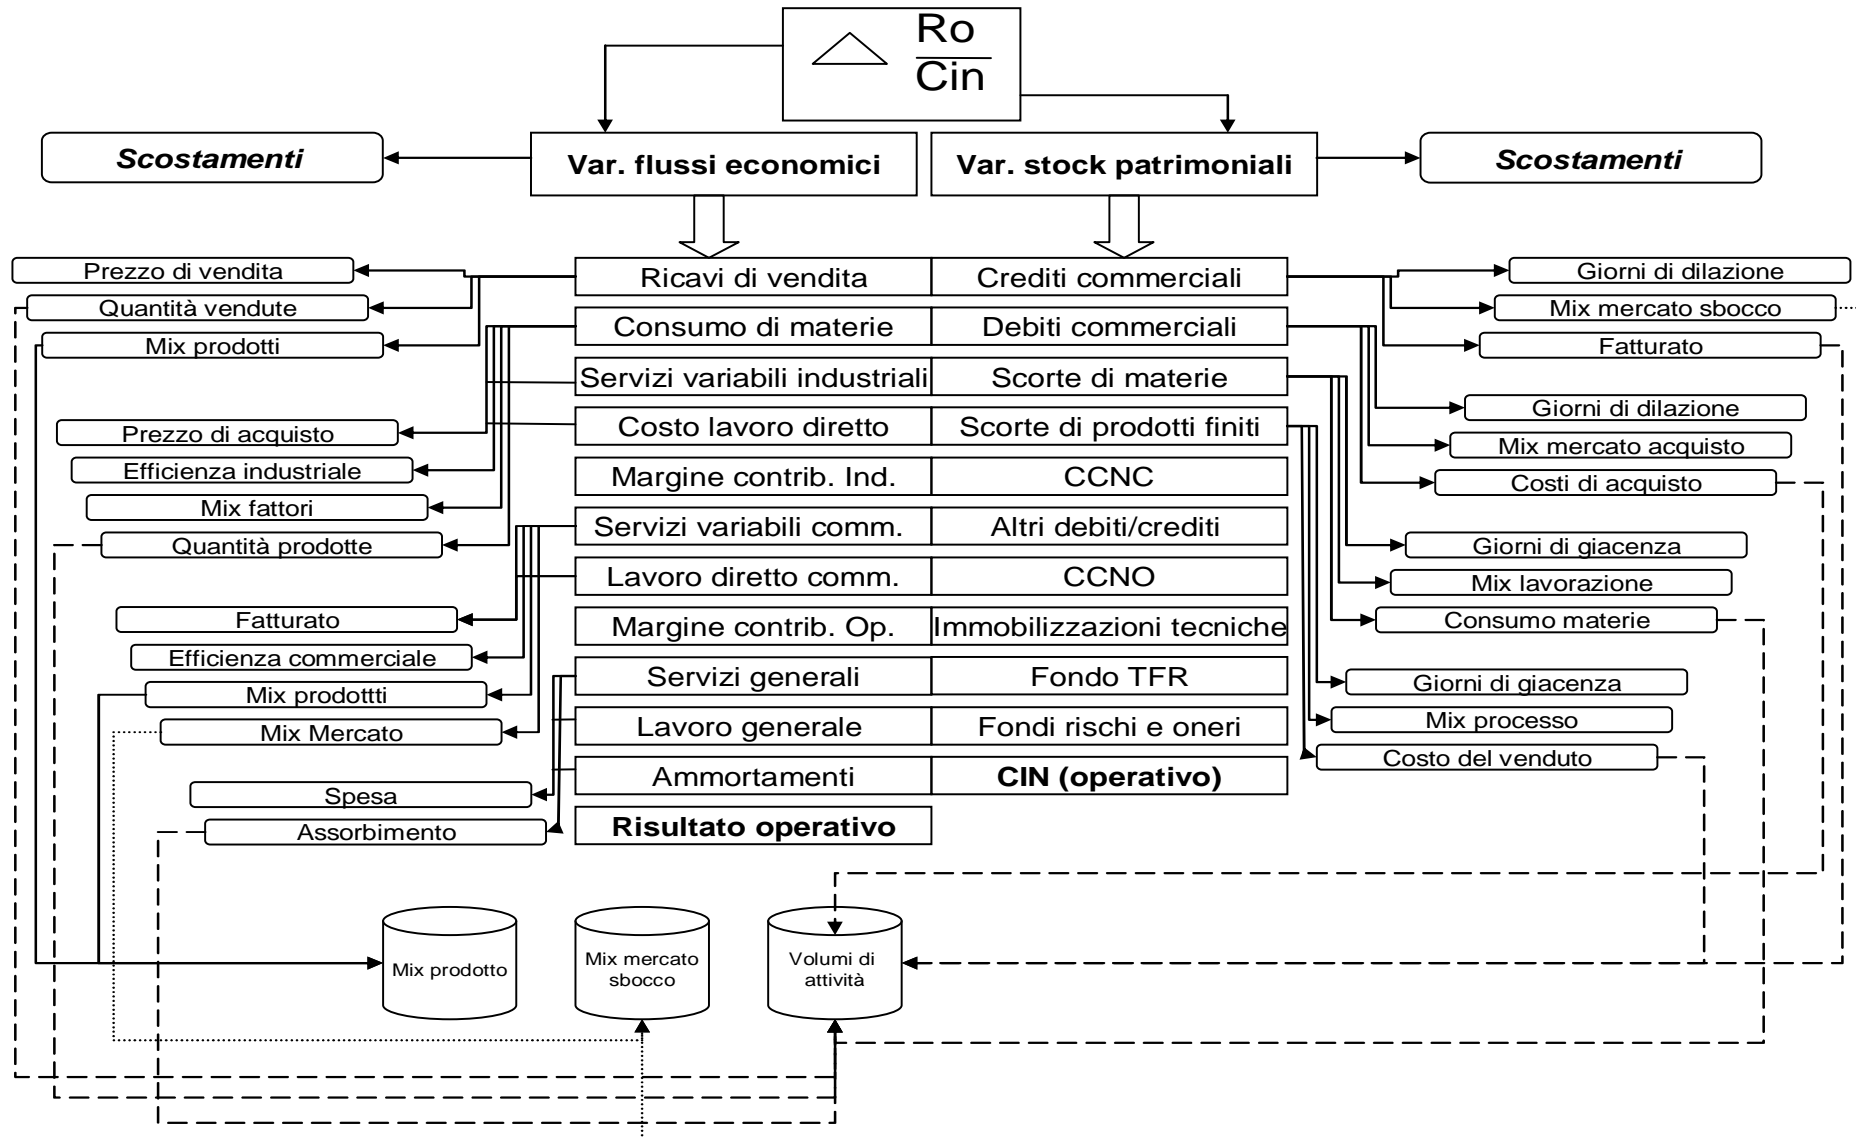 Ro
Cin
Scostamenti
Var. flussi economici
Var. stock patrimoniali
Scostamenti
Prezzo di vendita
Quantità vendute
Mix prodotti
Prezzo di acquisto
Efficienza industriale
Mix fattori
Quantità prodotte
Fatturato
Efficienza commerciale
Mix prodottti
Mix Mercato
Spesa
Assorbimento
Ricavi di vendita
Consumo di materie
Servizi variabili industriali
Costo lavoro diretto
Margine contrib. Ind.
Servizi variabili comm.
Lavoro diretto comm.
Margine contrib. Op.
Servizi generali
Lavoro generale
Ammortamenti
Risultato operativo
Crediti commerciali
Debiti commerciali
Scorte di materie
Scorte di prodotti finiti
CCNC
Altri debiti/crediti
CCNO
Immobilizzazioni tecniche
Fondo TFR
Fondi rischi e oneri
CIN (operativo)
Giorni di dilazione
Mix mercato sbocco
Fatturato
Giorni di dilazione
Mix mercato acquisto
Costi di acquisto
Giorni di giacenza
Mix lavorazione
Consumo materie
Giorni di giacenza
Mix processo
Costo del venduto
Mix prodotto
Mix mercato
sbocco
Volumi di
attività